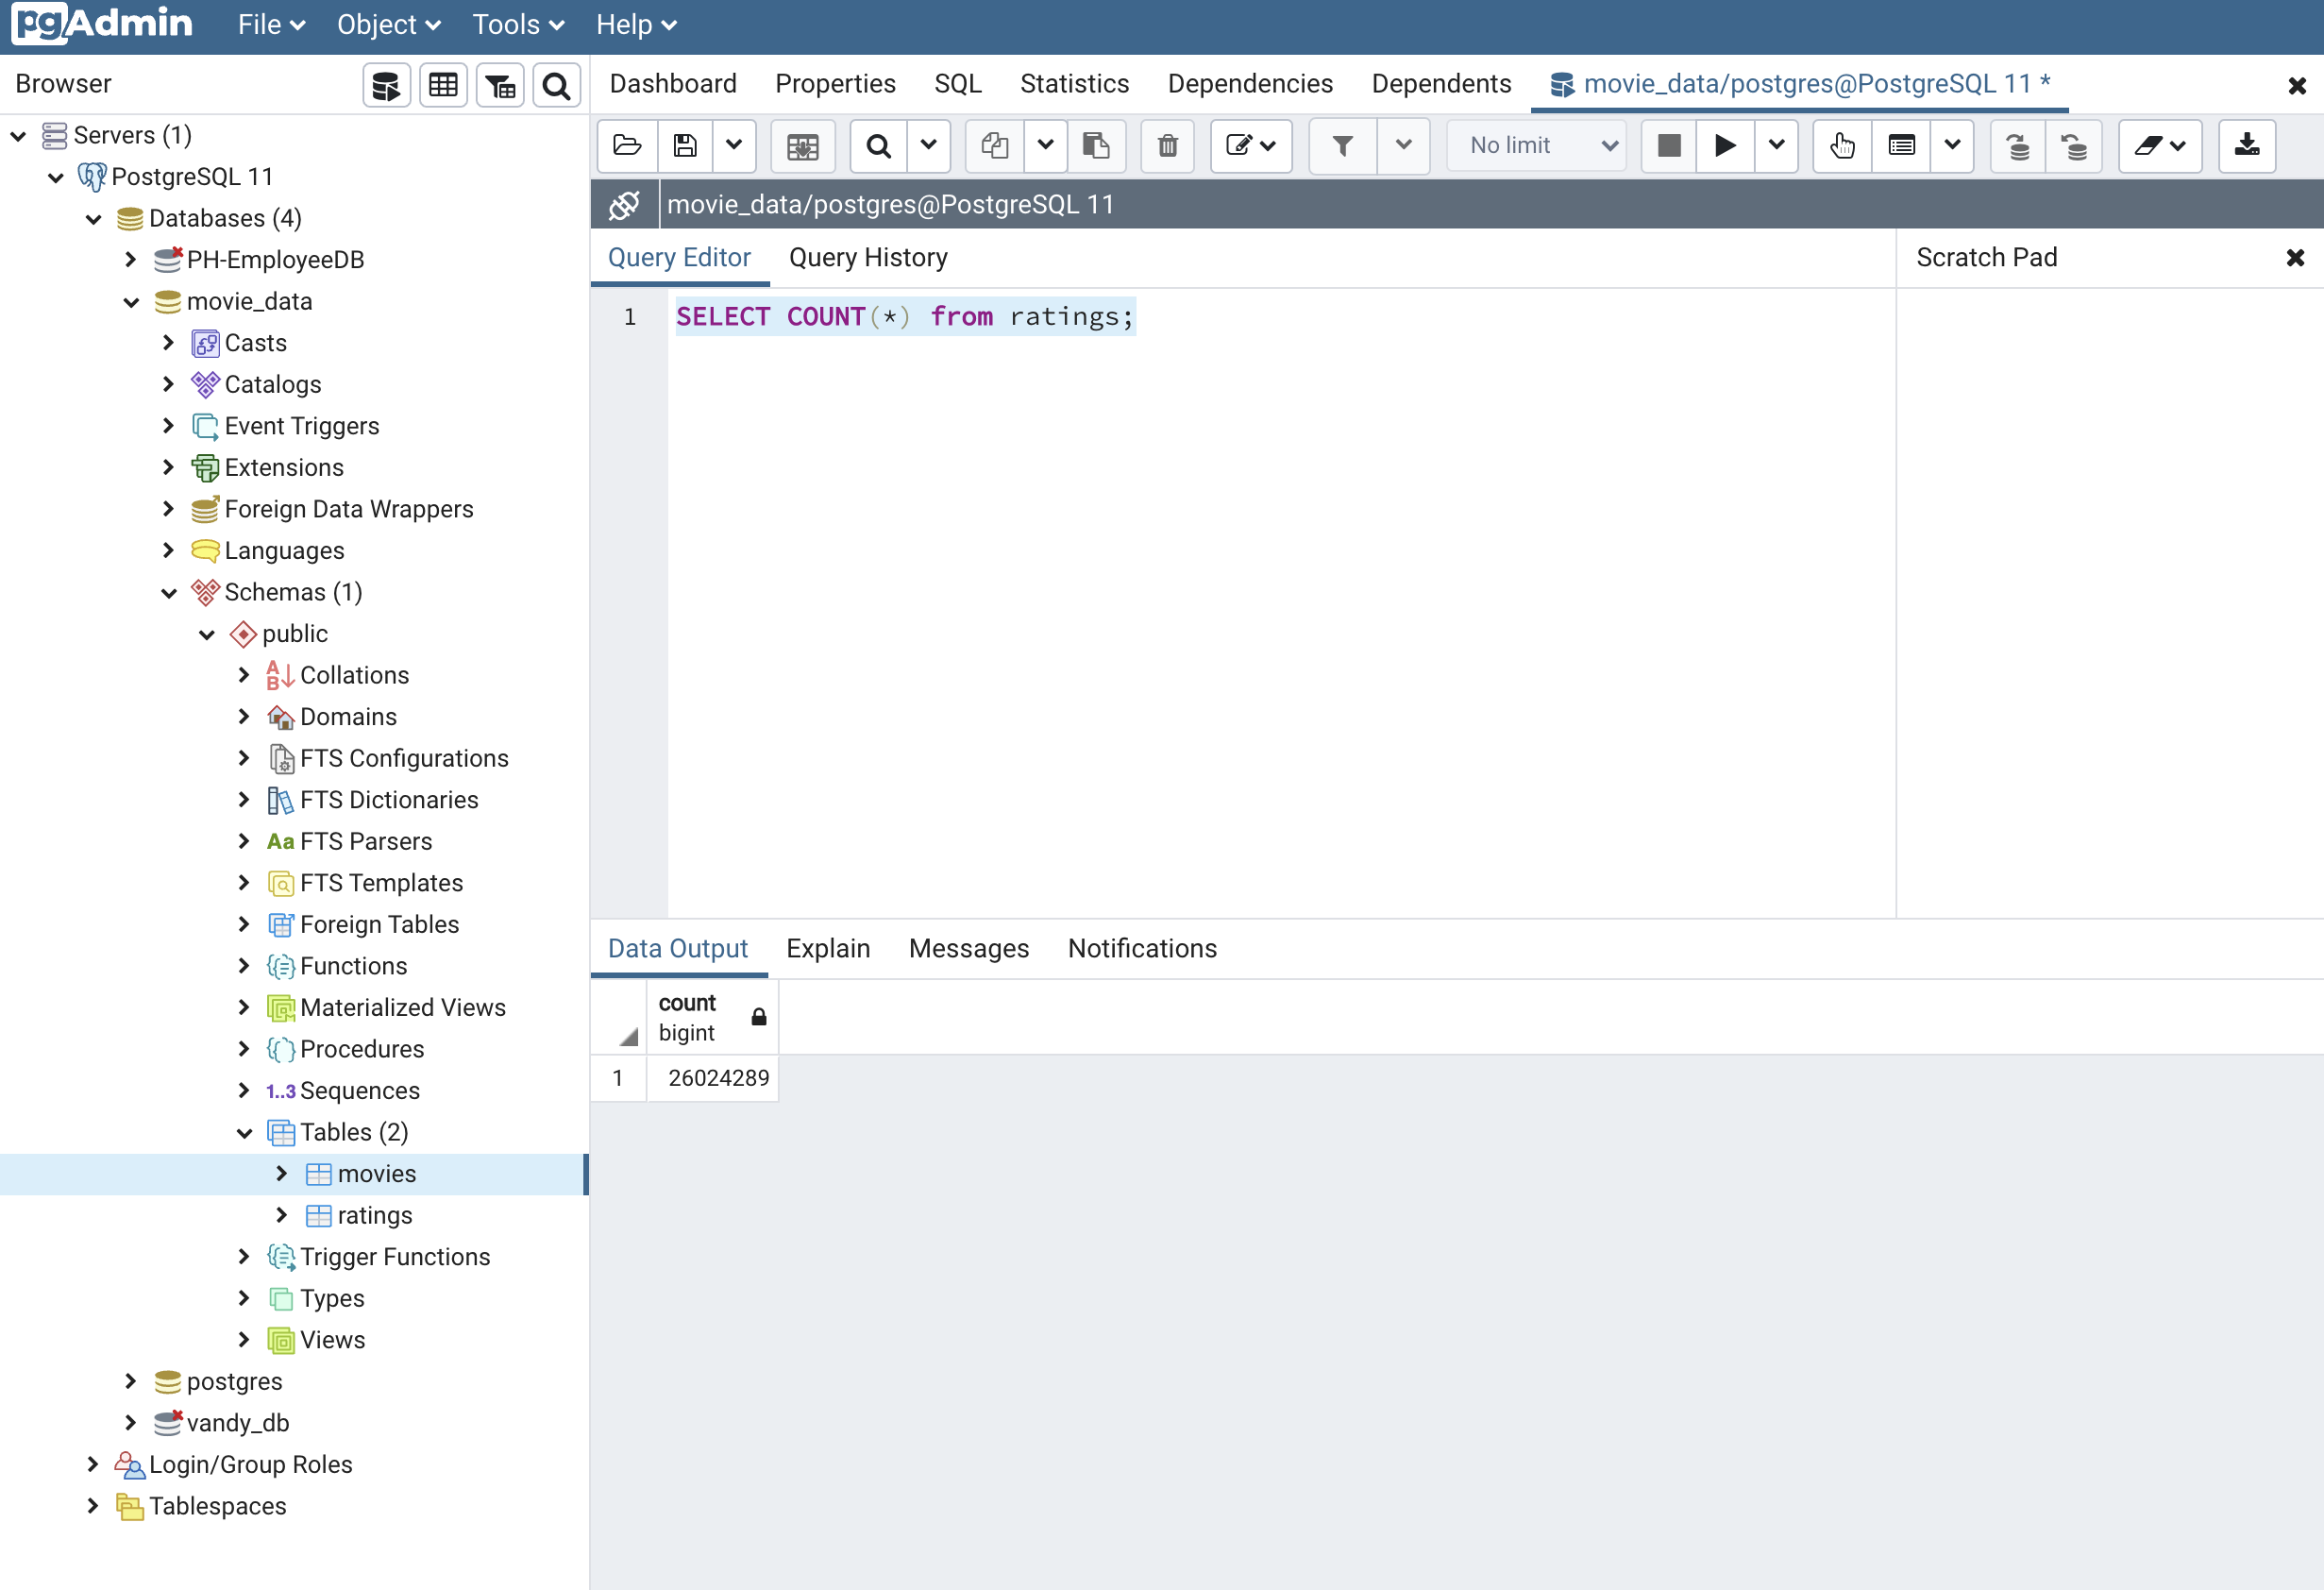 pgAdmin File Object Tools Help
Browser
Dashboard Properties SQL Statistics Dependencies Dependents movie_data/postgres@PostgreSQL 11 *
Servers (1)
PostgreSQL 11
Databases (4)
PH-EmployeeDB
movie_data
Casts
Catalogs
Event Triggers
Extensions
Foreign Data Wrappers
Languages
Schemas (1)
public
A
B
Collations
Domains
FTS Configurations
FTS Dictionaries
Aa FTS Parsers
FTS Templates
Foreign Tables
Functions
Materialized Views
Procedures
1..3 Sequences
Tables (2)
movies
ratings
Trigger Functions
Types
Views
postgres
vandy_db
Login/Group Roles
Tablespaces
No limit
movie_data/postgres@PostgreSQL 11
Query Editor Query History
Scratch Pad
1 SELECT COUNT(*) from ratings;
Data Output Explain Messages Notifications
count
bigint
1 26024289